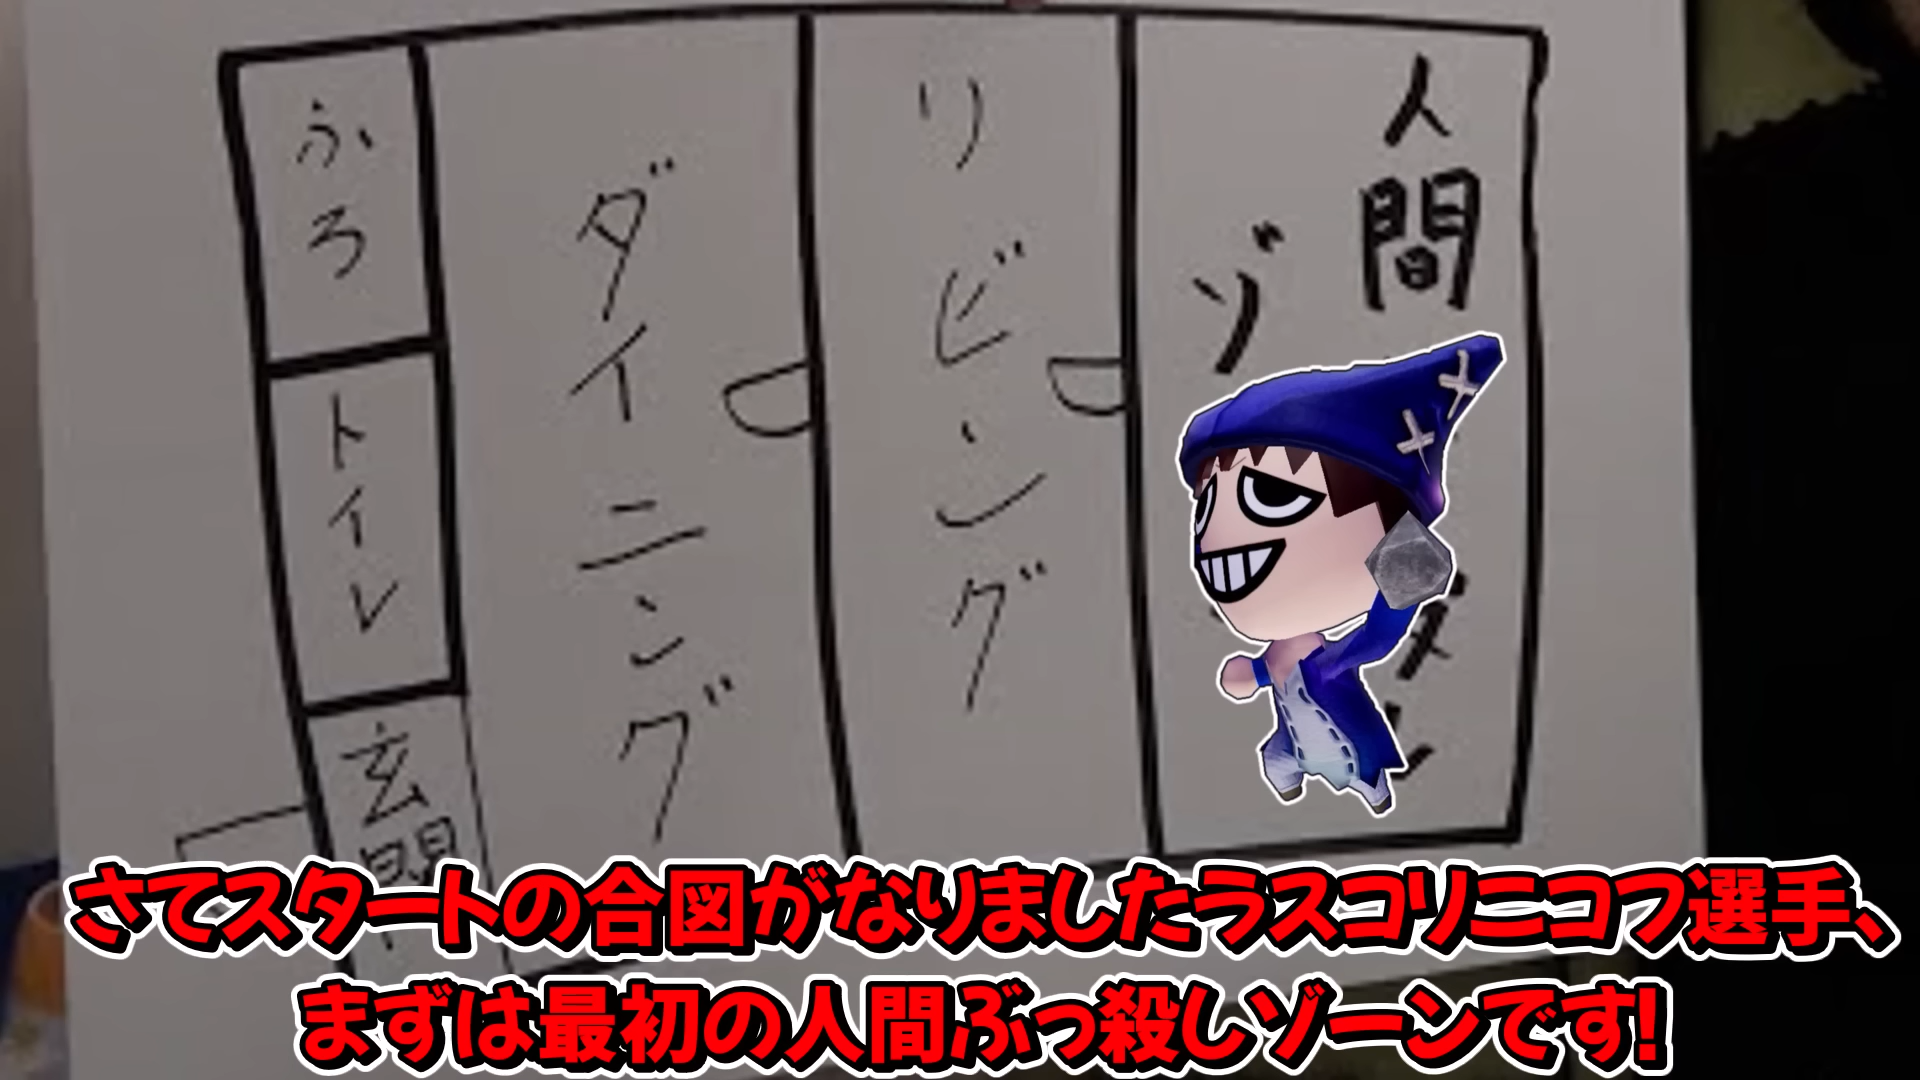 人間
ゾ
リビング
ダイニング
ふろ
トイレ
玄関
さてスタートの合図がなりましたラスコリニコフ選手、
まずは最初の人間ぶっ殺しゾーンです!